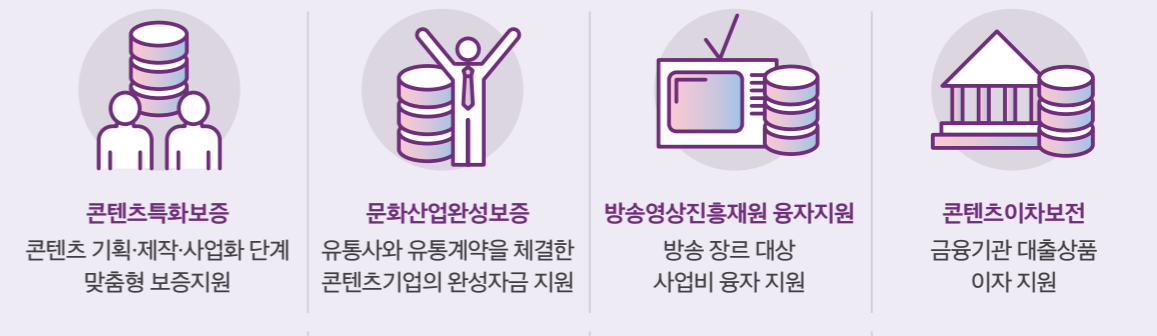 콘텐츠특화보증
콘텐츠 기획·제작·사업화 단계
맞춤형 보증지원
문화산업완성보증
유통사와 유통계약을 체결한
콘텐츠기업의 완성자금 지원
방송영상진흥재원 융자지원
방송 장르 대상
사업비 융자 지원
콘텐츠이차보전
금융기관 대출상품
이자 지원